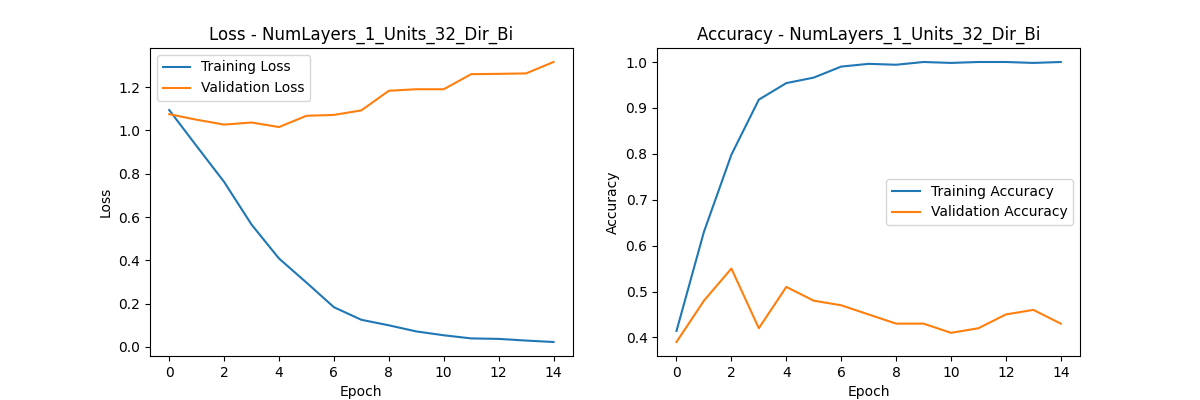 Loss - NumLayers_1_Units_32_Dir_Bi
Training Loss
Validation Loss
1.2
1.0
0.8
0.6
0.4
0.2
0.0
Loss
0 2 4 6 8 10 12 14
Epoch
Accuracy - NumLayers_1_Units_32_Dir_Bi
1.0
0.9
0.8
0.7
0.6
0.5
0.4
Accuracy
Training Accuracy
Validation Accuracy
0 2 4 6 8 10 12 14
Epoch